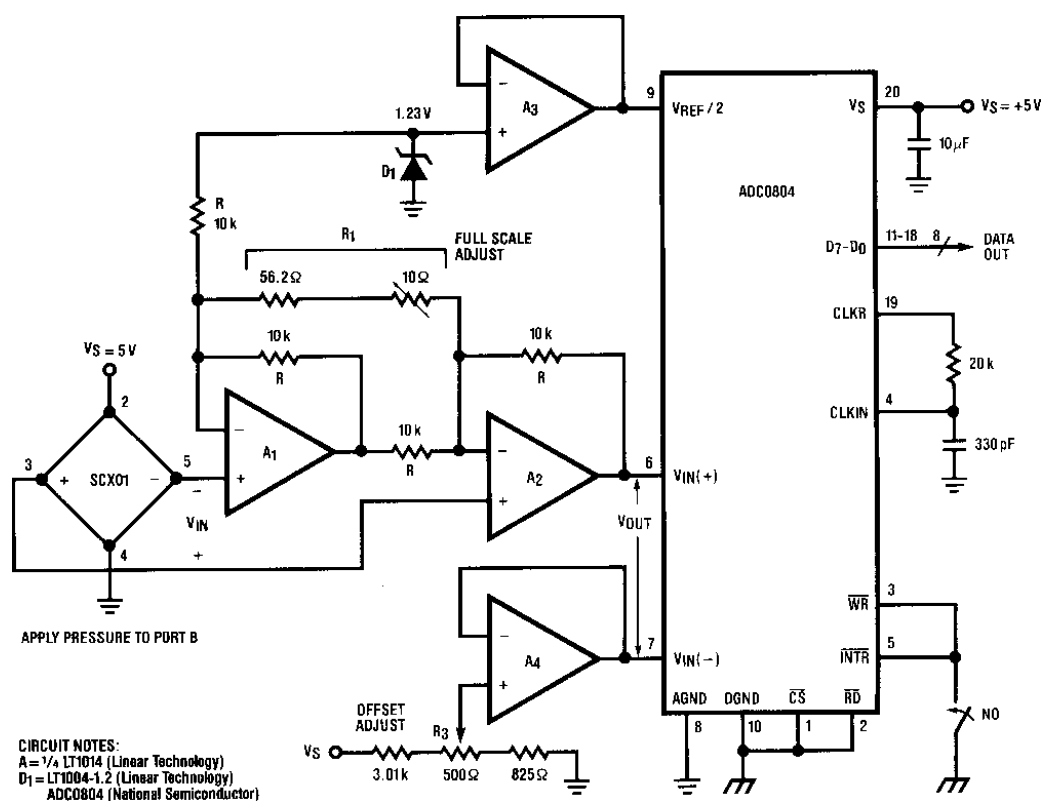 A3
−
+
9
VREF/2
1.23V
D1
20
VS
VS = +5V
10µF
ADC0804
R
10k
R1
FULL SCALE
ADJUST
56.2Ω
10Ω
D7-D0
11-18
8
DATA
OUT
19
CLKR
20k
10k
R
10k
R
VS = 5V
2
4
CLKIN
330pF
−
A1
+
10k
R
−
A2
+
6
VIN(+)
3
+
SCX01
−
5
−
VIN
+
4
VOUT
APPLY PRESSURE TO PORT B
−
A4
+
7
VIN(−)
3
WR
5
INTR
NO
AGND
DGND
CS
RD
8
10
1
2
OFFSET
ADJUST
R3
VS
3.01k
500Ω
825Ω
CIRCUIT NOTES:
A = 1/4 LT1014 (Linear Technology)
D1 = LT1004-1.2 (Linear Technology)
ADC0804 (National Semiconductor)